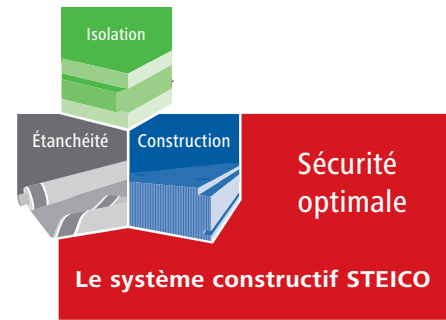 Isolation
Étanchéité
Construction
Sécurité
optimale
Le système constructif STEICO